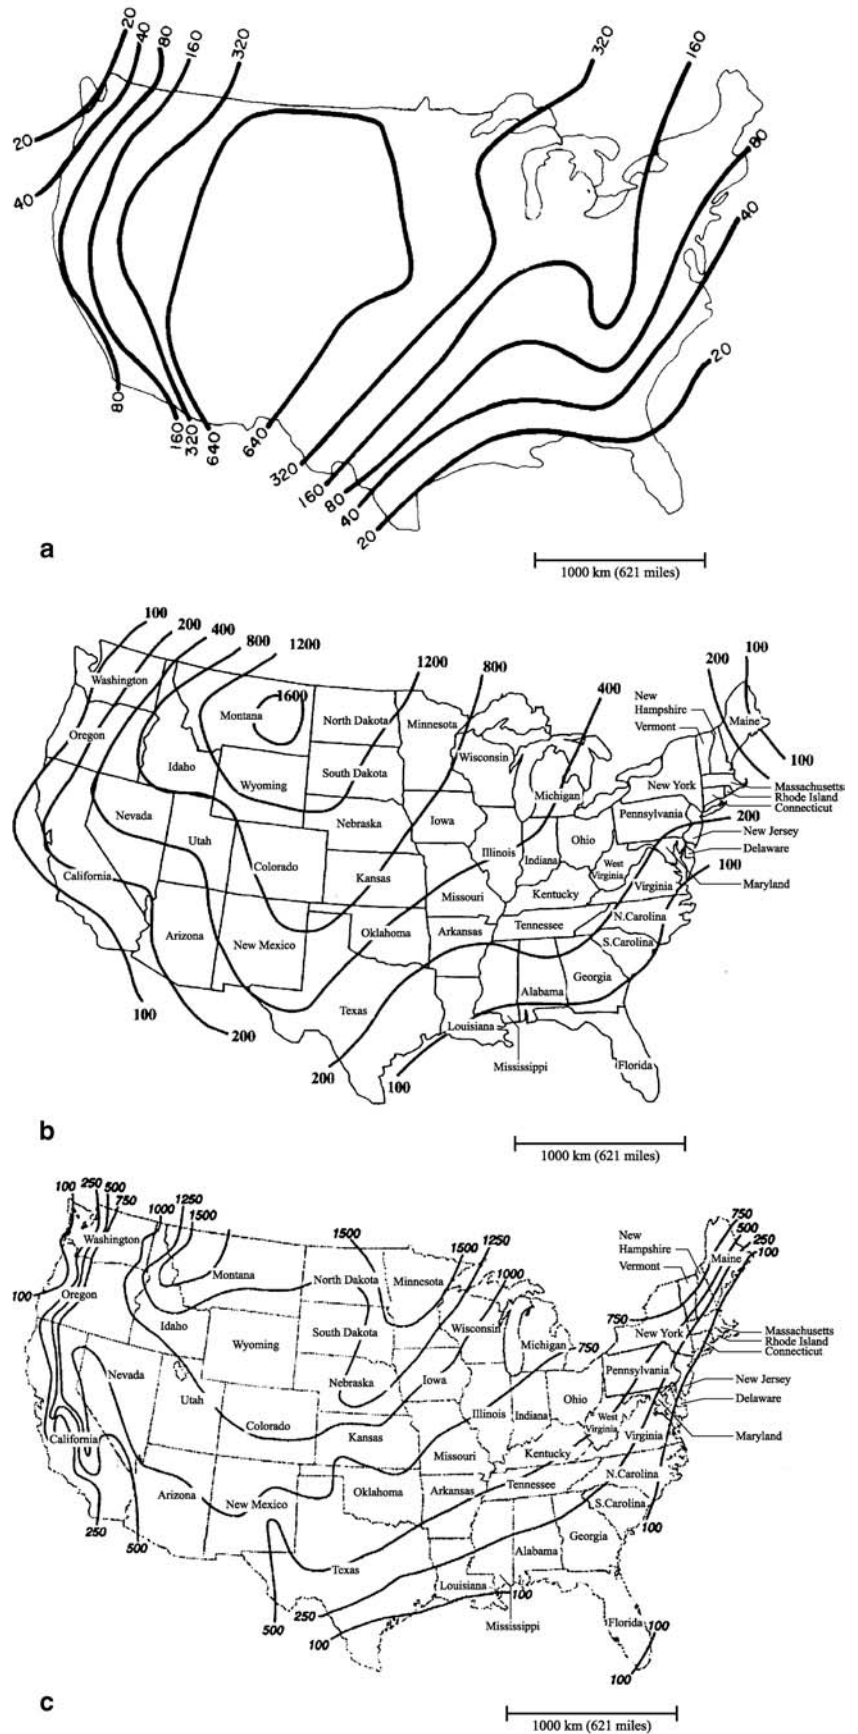 20 40 80 160 320 320 160
20
40
80
40
20
80 160 320 640 640 320 160 80 40 20
a
1000 km (621 miles)
100 200 400 800 1200 1200 800 400 200 100
Washington
Montana 1600 North Dakota Minnesota
New
Hampshire
Vermont
Maine
Oregon
Idaho
Wyoming
South Dakota
Wisconsin
Michigan
New York
100
Massachusetts
Rhode Island
Connecticut
Nevada
Utah
Nebraska
Iowa
Pennsylvania
200
New Jersey
Colorado
Kansas
Illinois
Indiana
Ohio
West
Virginia
Delaware
California
Missouri
Kentucky
Virginia
100
Maryland
Arizona
New Mexico
Oklahoma
Arkansas
Tennessee
N.Carolina
S.Carolina
Texas
Alabama
Georgia
100
200
200
100
Louisiana
Mississippi
Florida
b
1000 km (621 miles)
100 250 500 750 1000 1250 1500 1500 1500 1250 1000
750
500
250
100
Washington
Montana
North Dakota
Minnesota
New
Hampshire
Vermont
Maine
100
Oregon
Idaho
Wyoming
South Dakota
Wisconsin
Michigan
750
750
New York
Massachusetts
Rhode Island
Connecticut
Nevada
Utah
Nebraska
Iowa
Pennsylvania
New Jersey
Colorado
Kansas
Illinois
Indiana
Ohio
West
Virginia
Delaware
California
Missouri
Kentucky
Virginia
Maryland
Arizona
New Mexico
Oklahoma
Arkansas
Tennessee
N.Carolina
S.Carolina
250
500
100
Texas
Alabama
Georgia
Louisiana
100
500
250
100
Mississippi
Florida
100
100
c
1000 km (621 miles)